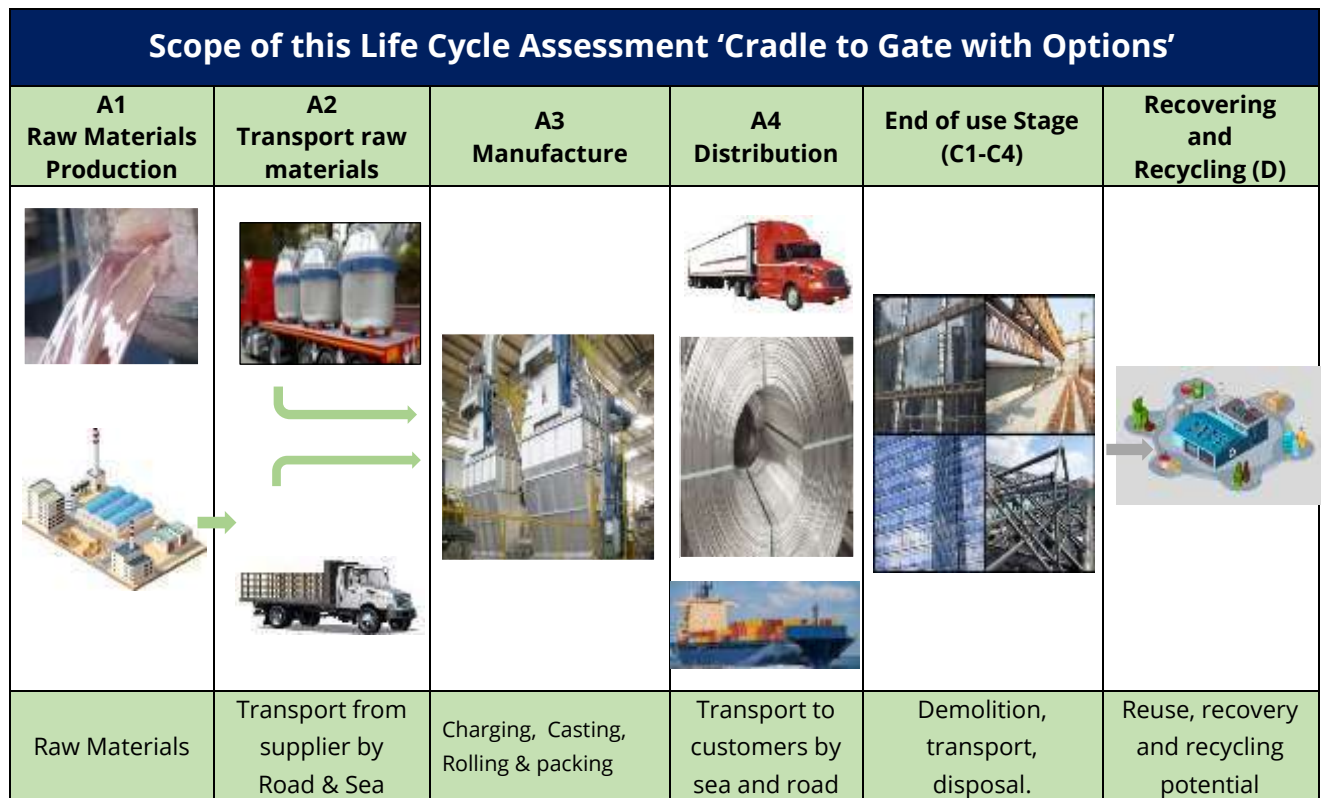 Scope of this Life Cycle Assessment ‘Cradle to Gate with Options’
A1
Raw Materials
Production
A2
Transport raw
materials
A3
Manufacture
A4
Distribution
End of use Stage
(C1-C4)
Recovering
and
Recycling (D)
Raw Materials
Transport from
supplier by
Road & Sea
Charging, Casting,
Rolling & packing
Transport to
customers by
sea and road
Demolition,
transport,
disposal.
Reuse, recovery
and recycling
potential